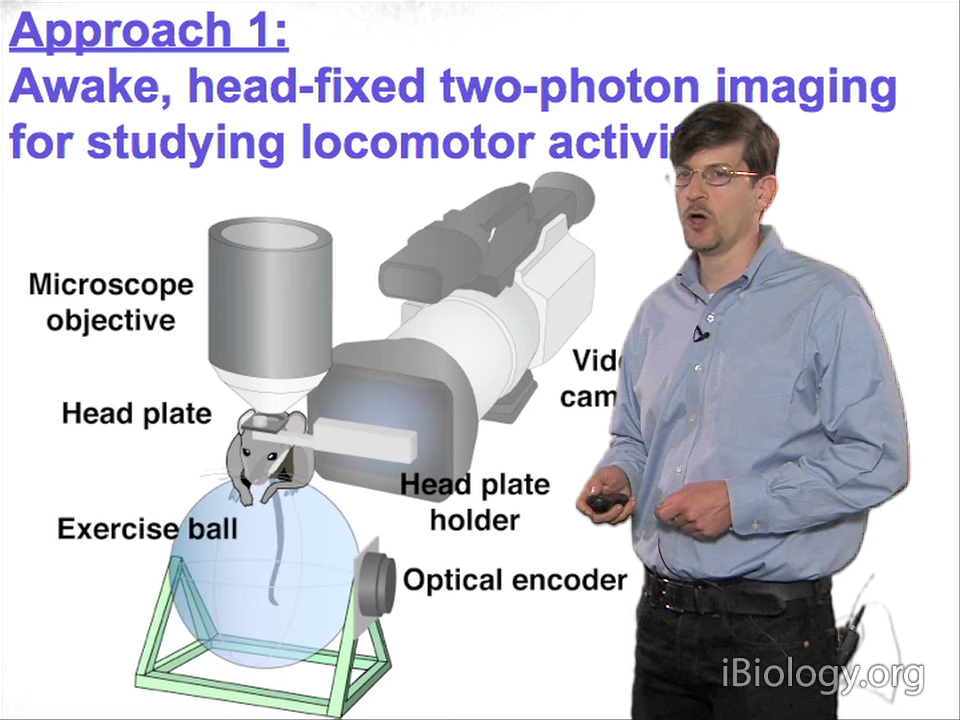 Approach 1:
Awake, head-fixed two-photon imaging
for studying locomotor activi
Microscope
objective
Vide
cam
Head plate
Head plate
holder
Exercise ball
Optical encoder
iBiology.org